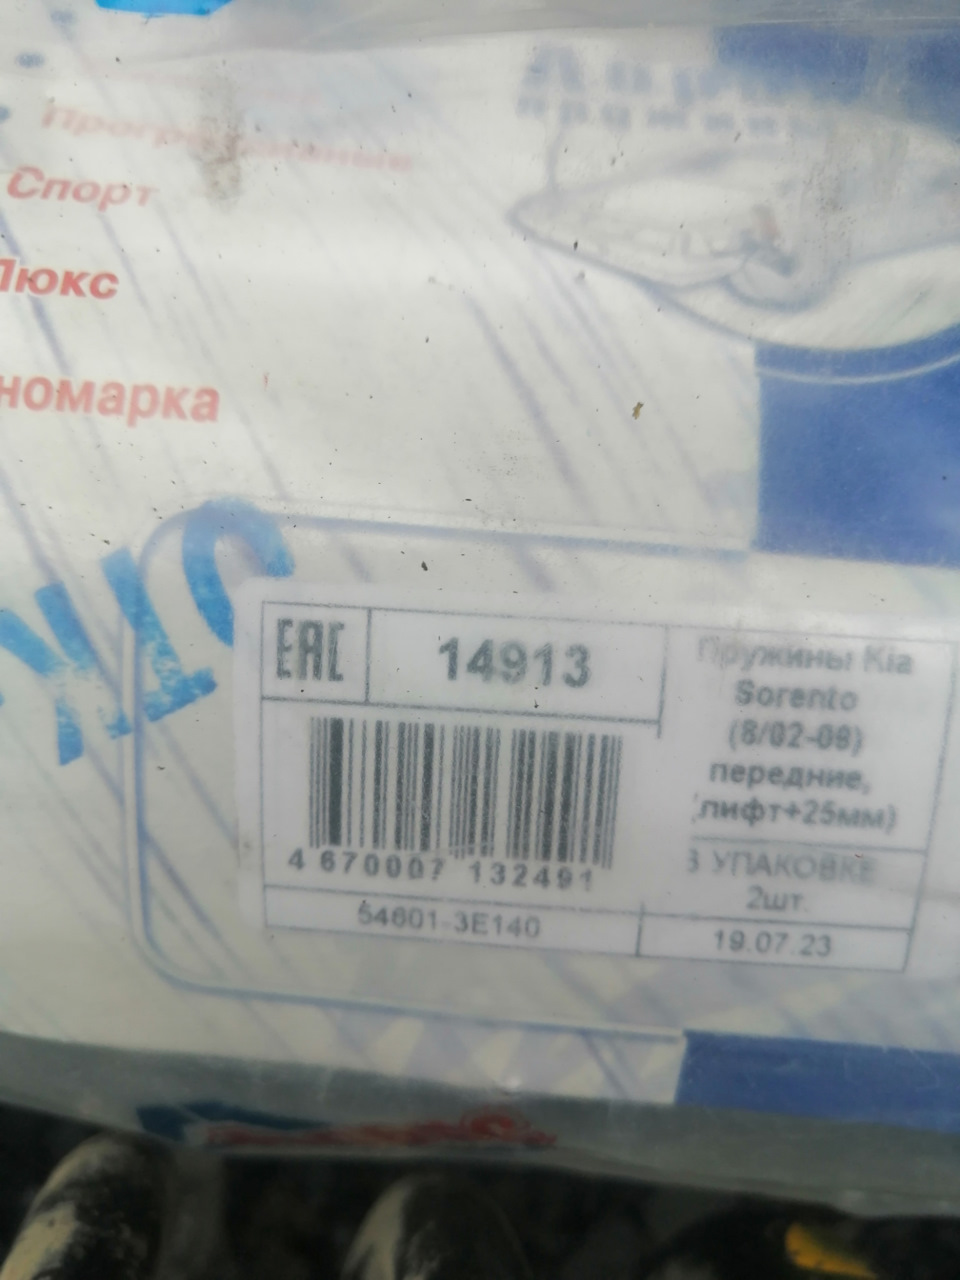 Спорт
Люкс
номарка
EAC
14913
Пружины Kia
Sorento
(8/02-08)
передние,
лифт+25мм)
4 670007 132491
В УПАКОВКЕ
2шт.
54601-3E140
19.07.23